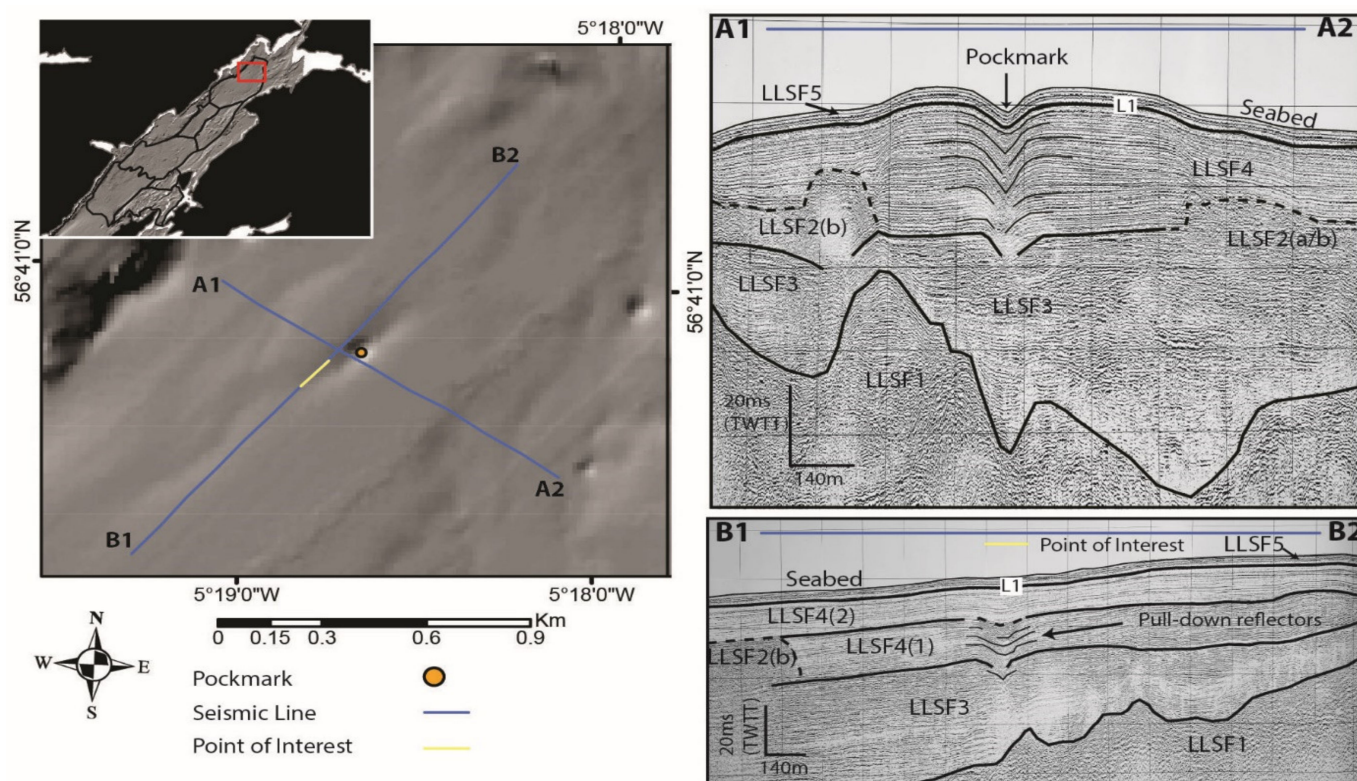 5°18'0"W
56°41'0"N
A1
B2
A2
B1
56°41'0"N
5°19'0"W
5°18'0"W
0 0.15 0.3 0.6 0.9 Km
N
W E
S
Pockmark
Seismic Line
Point of Interest
A1
A2
Pockmark
LLSF5
L1
Seabed
LLSF4
LLSF2(b)
LLSF2(a/b)
LLSF3
LLSF3
LLSF1
20ms
(TWTT)
140m
B1
B2
Point of Interest
LLSF5
Seabed
L1
LLSF4(2)
Pull-down reflectors
LLSF4(1)
LLSF2(b)
LLSF3
LLSF1
20ms
(TWTT)
140m